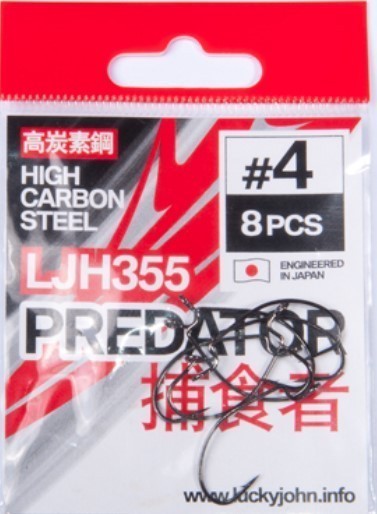 高炭素鋼
HIGH
CARBON
STEEL
#4
8 PCS
ENGINEERED
IN JAPAN
LJH355
PREDATOR
捕食者
www.luckyjohn.info